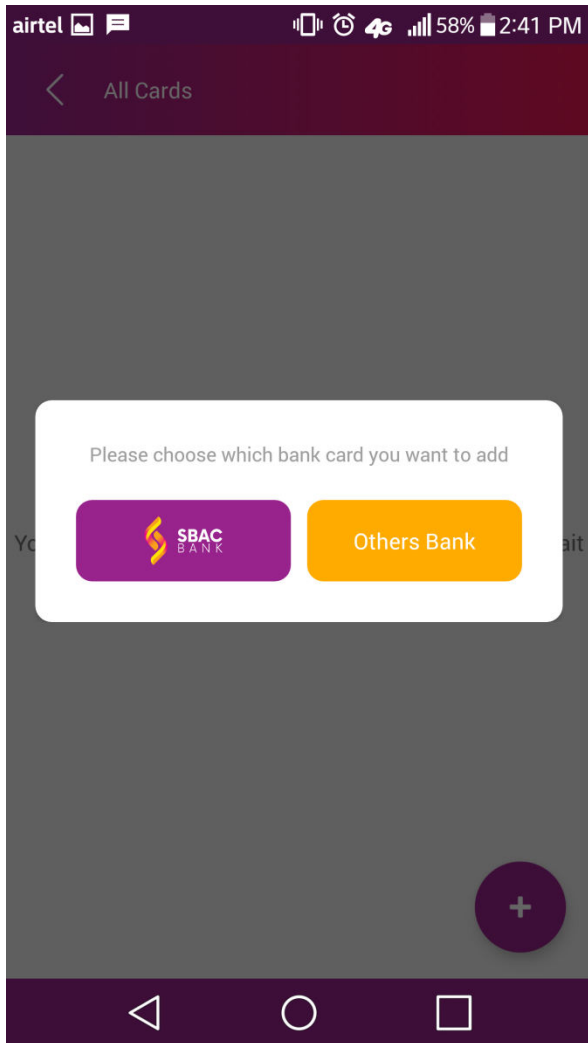 airtel 4G 58% 2:41 PM
All Cards
Please choose which bank card you want to add
SBAC
BANK
Others Bank